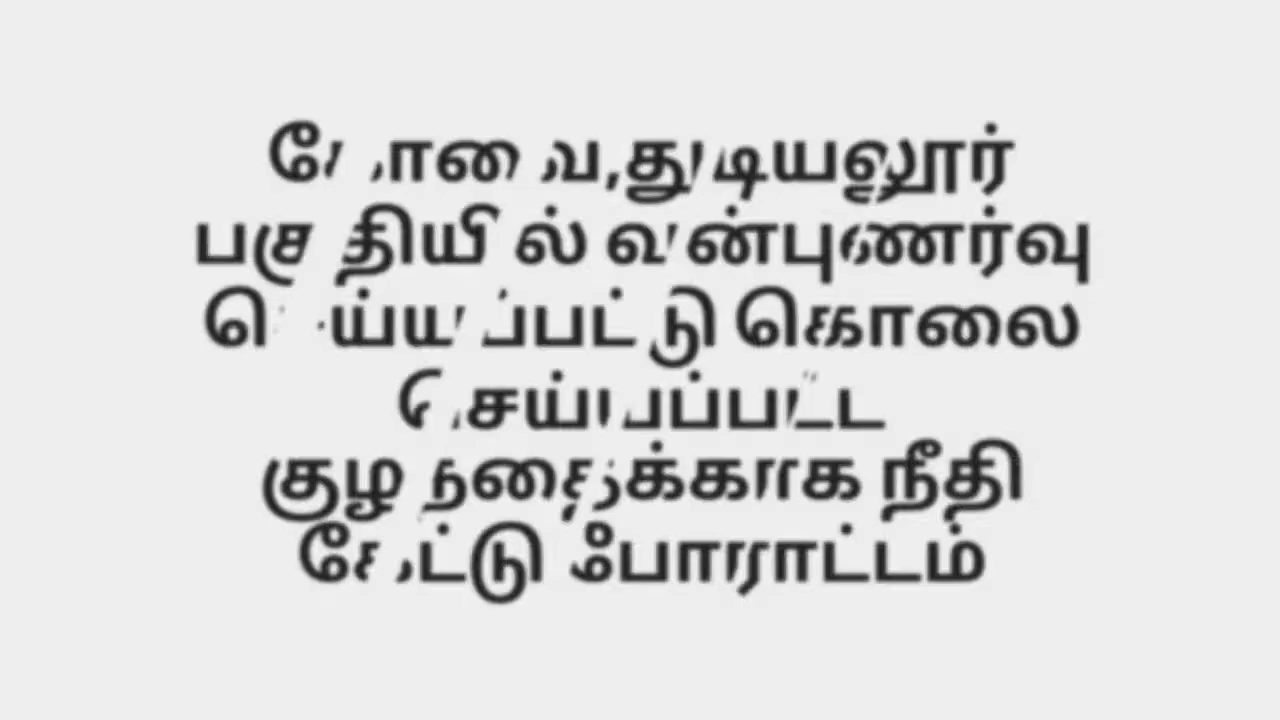 கோவை,துடியலூர்
பகுதியில் வன்புணர்வு
செய்யப்பட்டு கொலை
செய்யப்பட்ட
குழந்தைக்காக நீதி
கேட்டு போராட்டம்